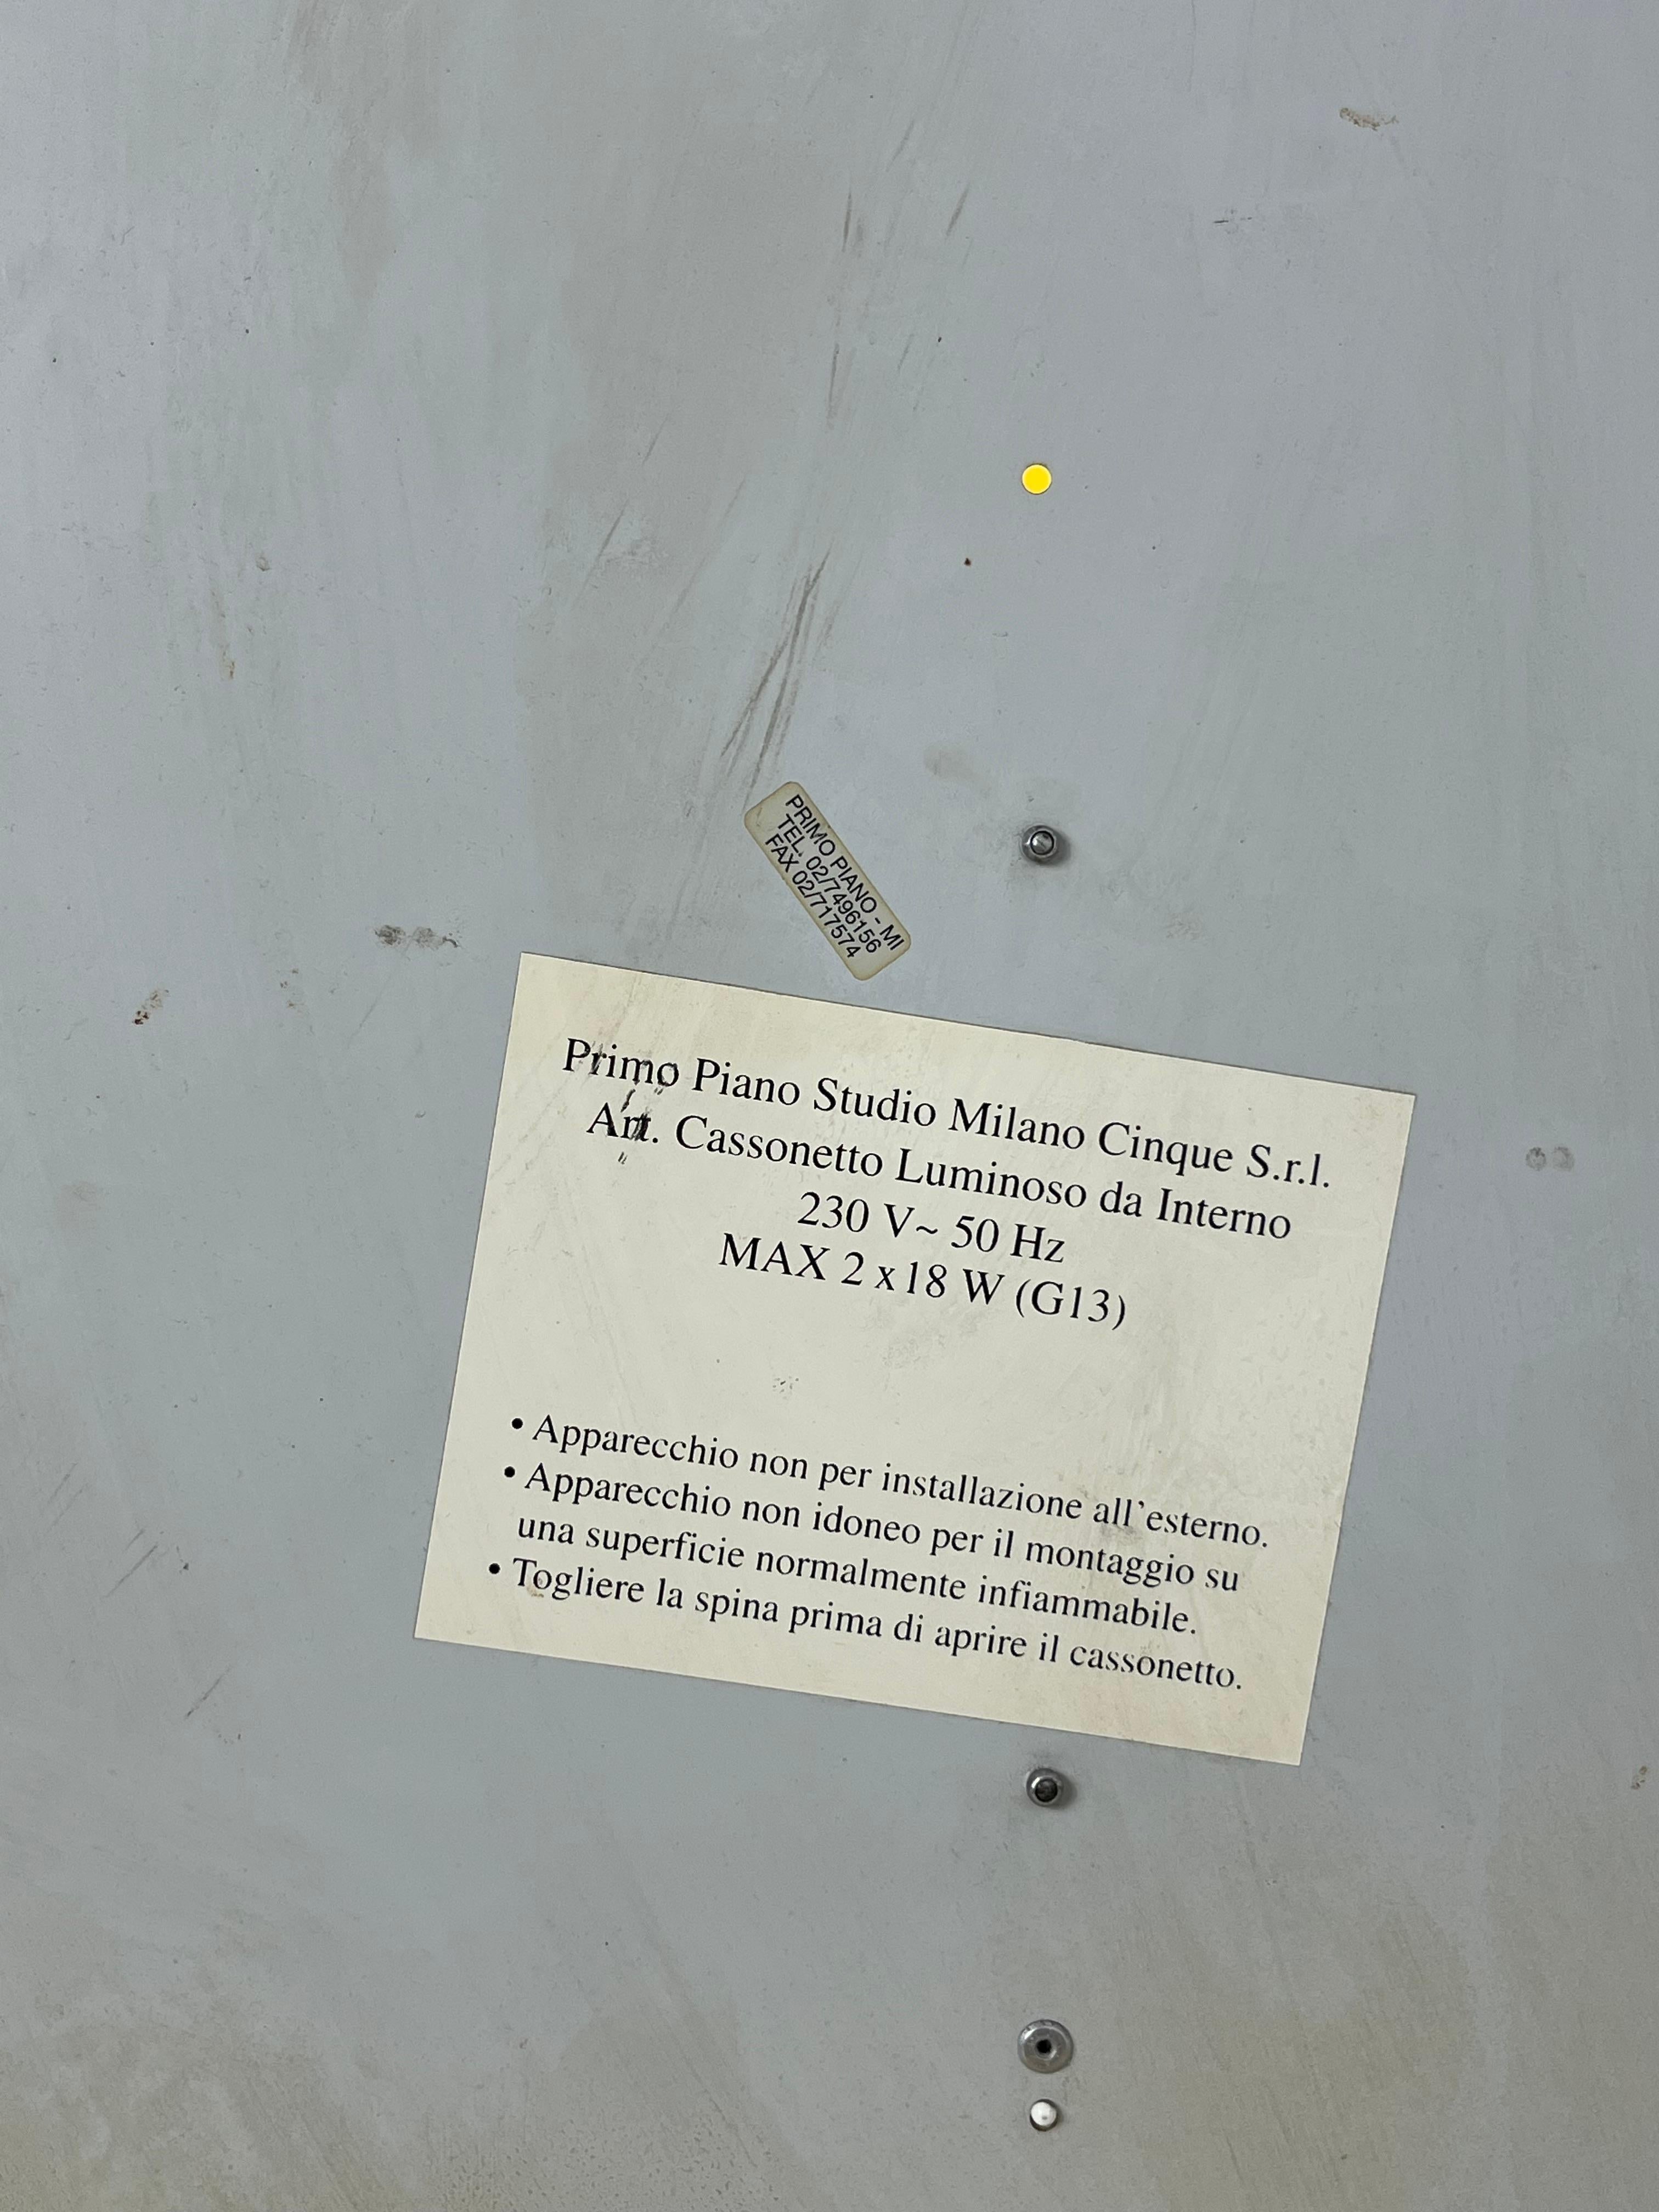 PRIMO PIANO - MI
TEL. 02/7496156
FAX 02/717574
Primo Piano Studio Milano Cinque S.r.l.
Art. Cassonetto Luminoso da Interno
230 V~ 50 Hz
MAX 2 x 18 W (G13)
• Apparecchio non per installazione all'esterno.
• Apparecchio non idoneo per il montaggio su
una superficie normalmente infiammabile.
• Togliere la spina prima di aprire il cassonetto.